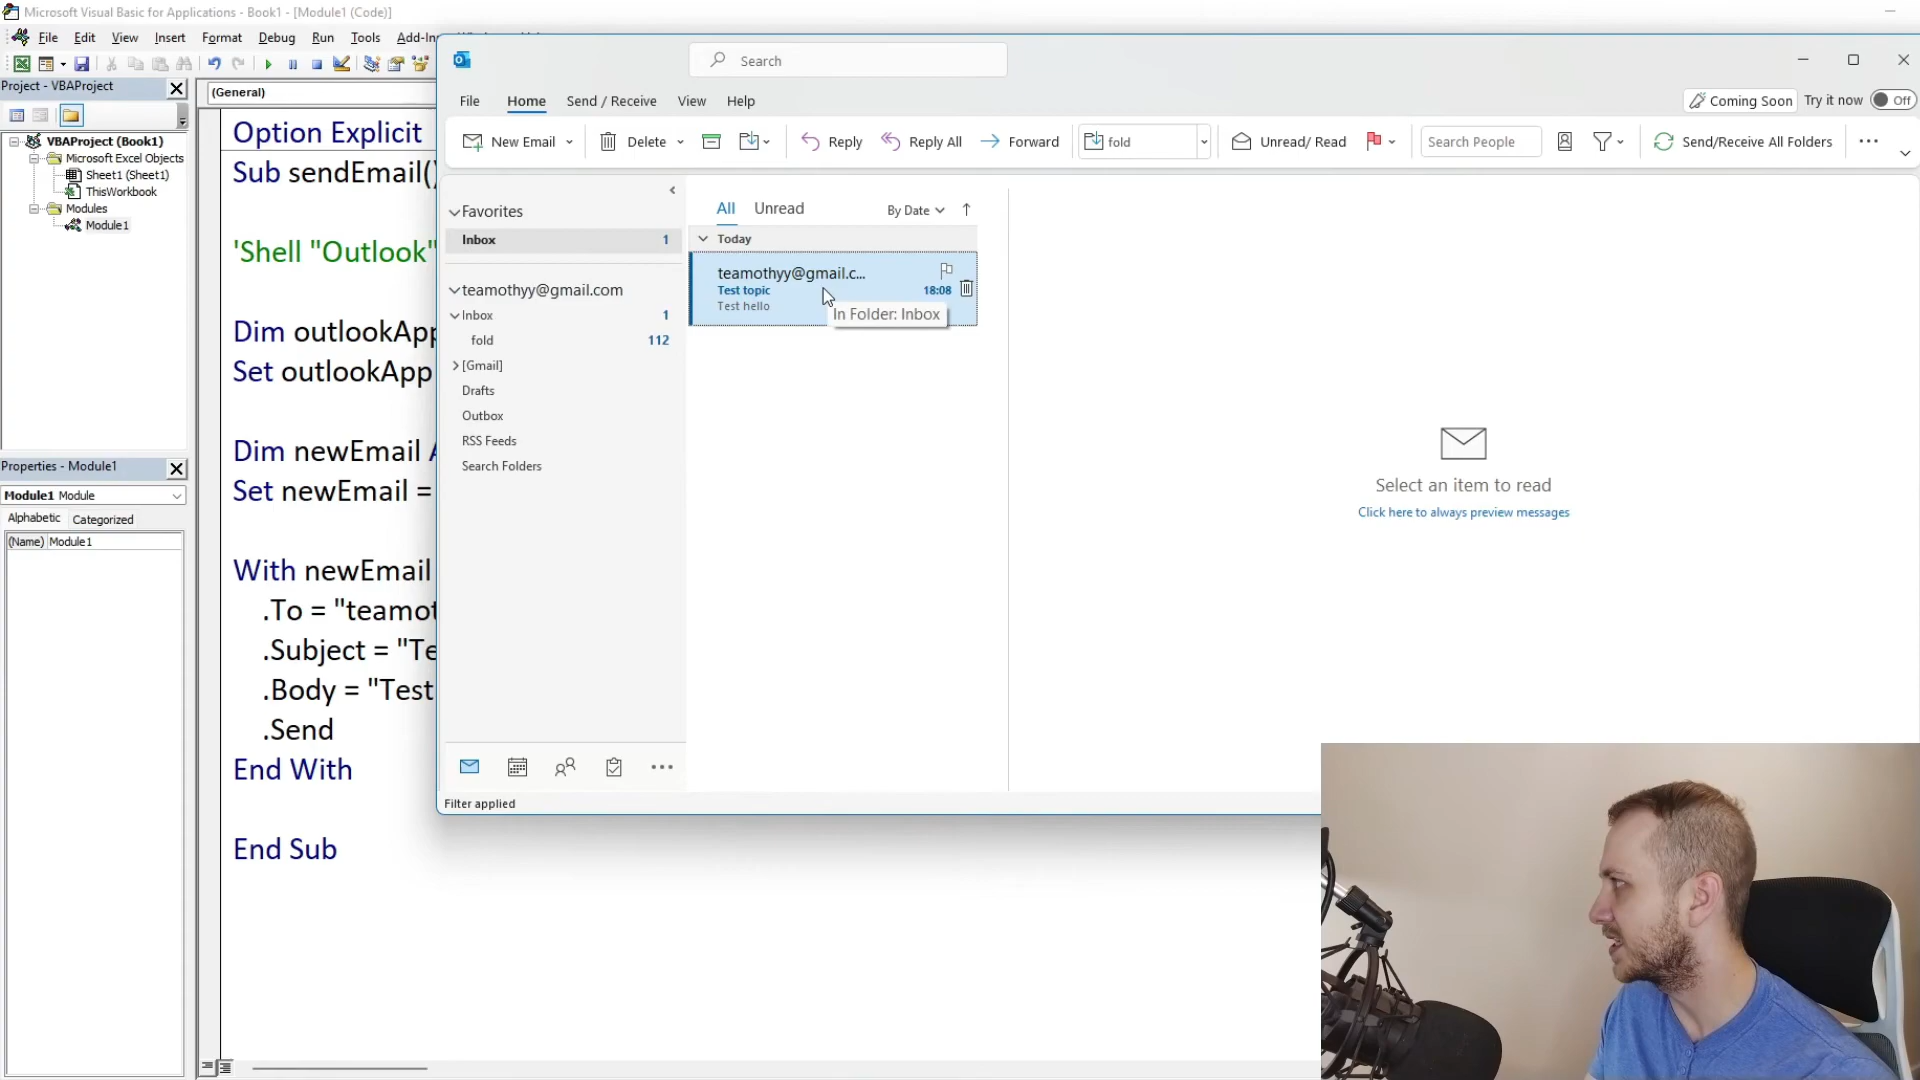 Microsoft Visual Basic for Applications - Book1 - [Module1 (Code)]
File Edit View Insert Format Debug Run Tools Add-Ins
Project - VBAProject
VBAProject (Book1)
Microsoft Excel Objects
Sheet1 (Sheet1)
ThisWorkbook
Modules
Module1
Properties - Module1
Module1 Module
Alphabetic Categorized
(Name) Module1
(General)
Option Explicit
Sub sendEmail()
'Shell "Outlook"
Dim outlookApp
Set outlookApp
Dim newEmail A
Set newEmail =
With newEmail
.To = "teamot
.Subject = "Te
.Body = "Test
.Send
End With
End Sub
Search
File Home Send / Receive View Help
Coming Soon Try it now Off
New Email Delete Reply Reply All Forward fold Unread/ Read Search People Send/Receive All Folders
Favorites
Inbox 1
teamothyy@gmail.com
Inbox 1
fold 112
[Gmail]
Drafts
Outbox
RSS Feeds
Search Folders
Filter applied
All Unread By Date
Today
teamothyy@gmail.c...
Test topic 18:08
Test hello
In Folder: Inbox
Select an item to read
Click here to always preview messages